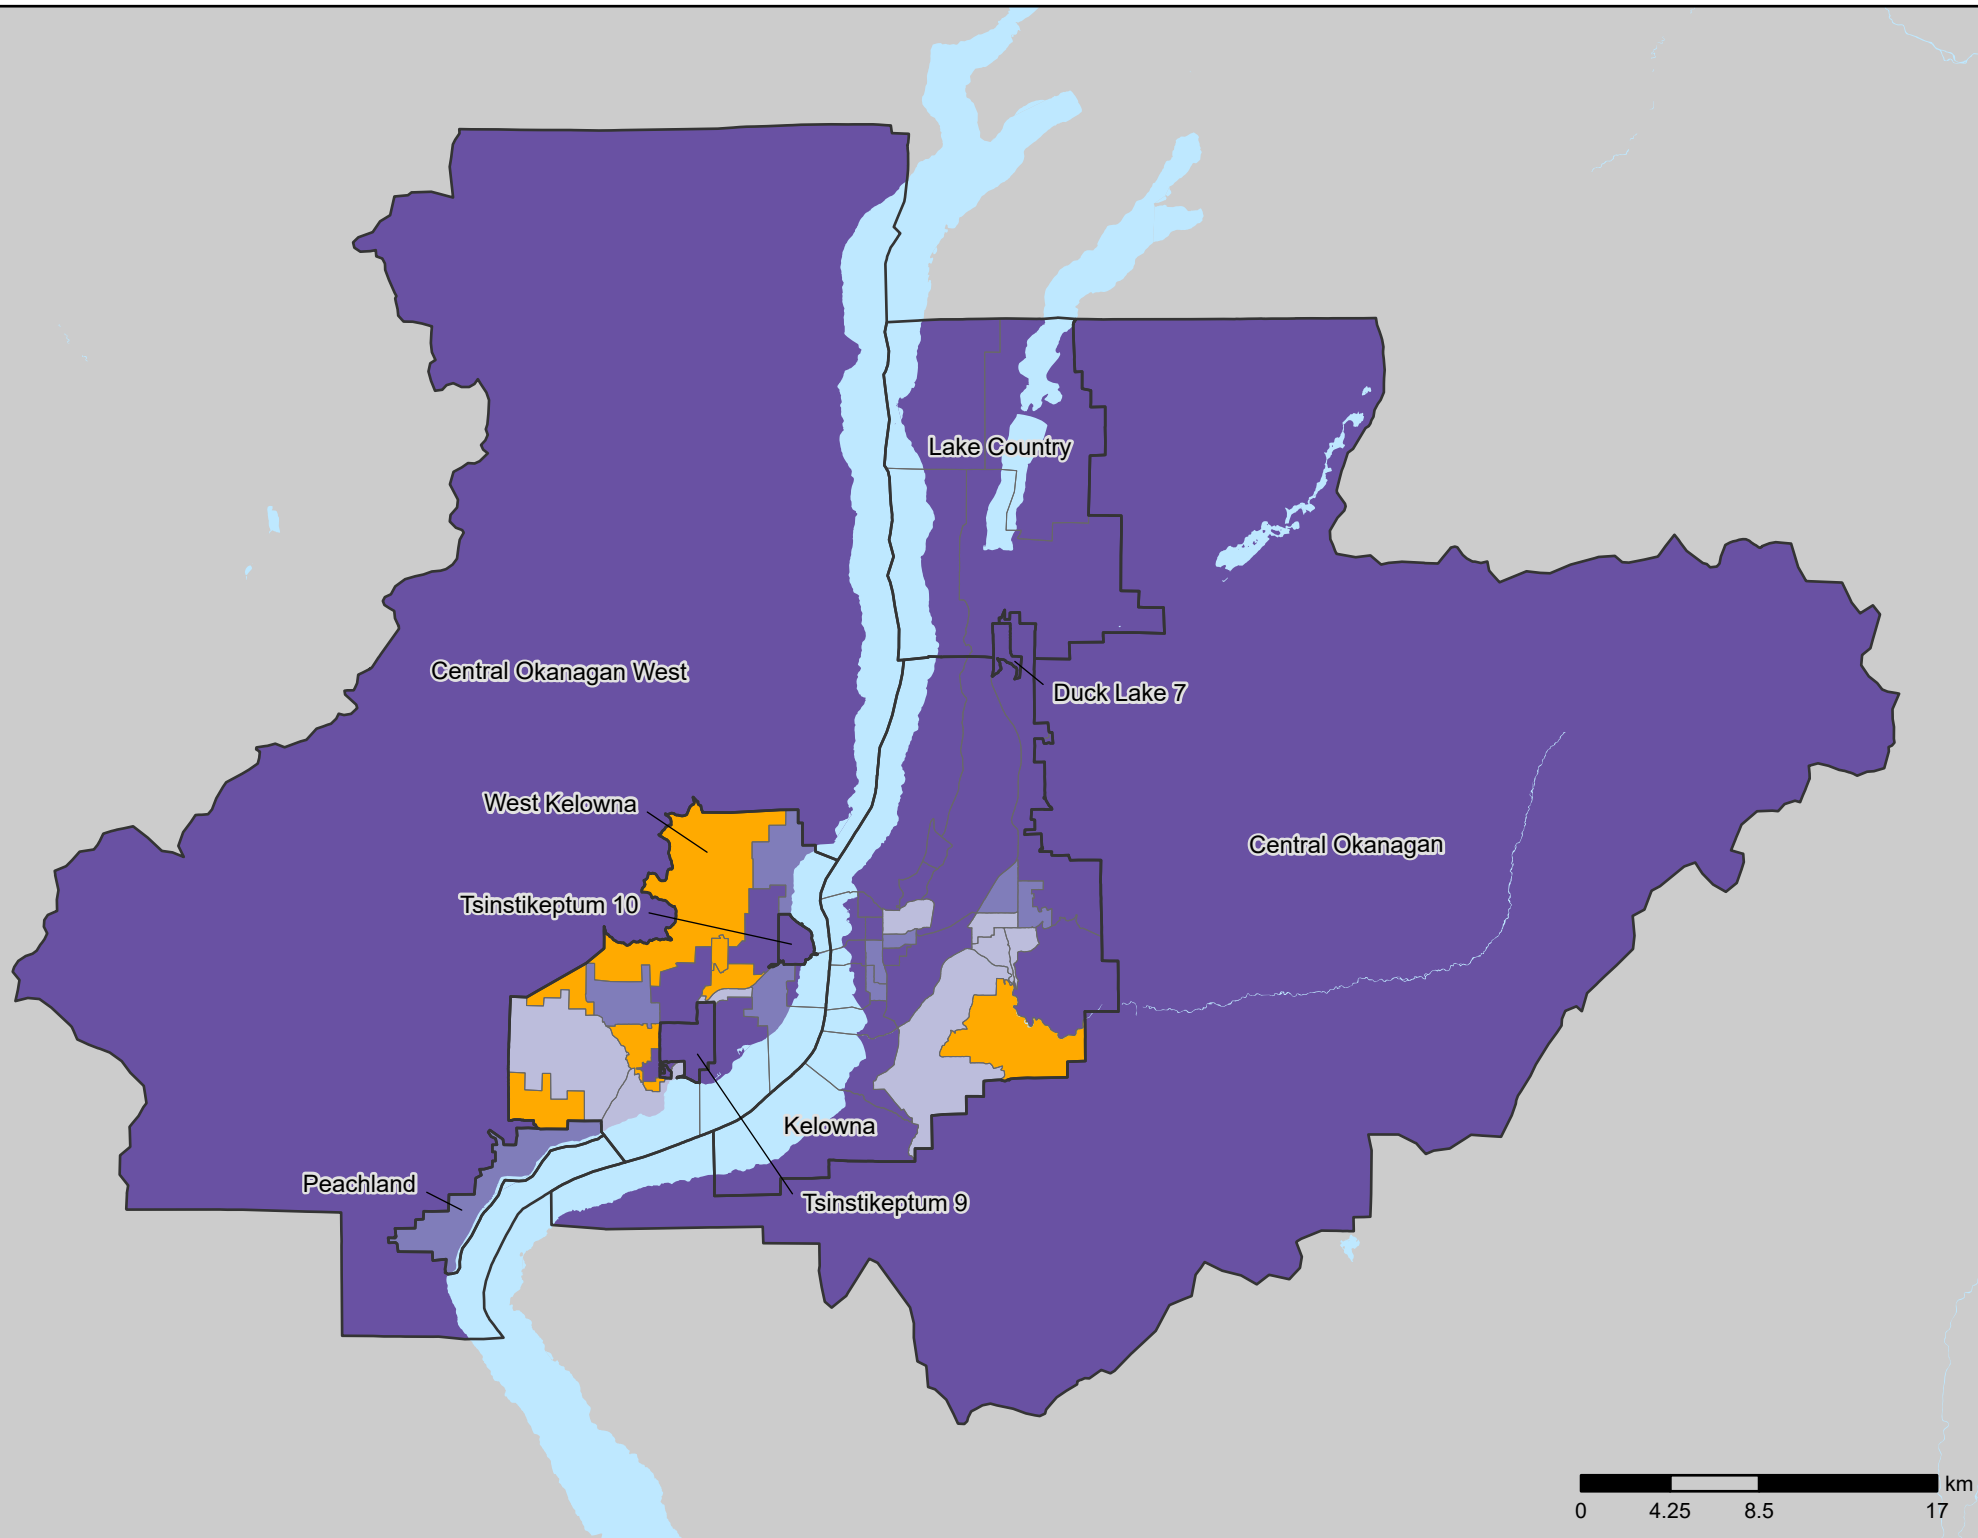 Lake Country
Central Okanagan West
Duck Lake 7
West Kelowna
Central Okanagan
Tsinstikeptum 10
Kelowna
Peachland
Tsinstikeptum 9
km
0 4.25 8.5 17